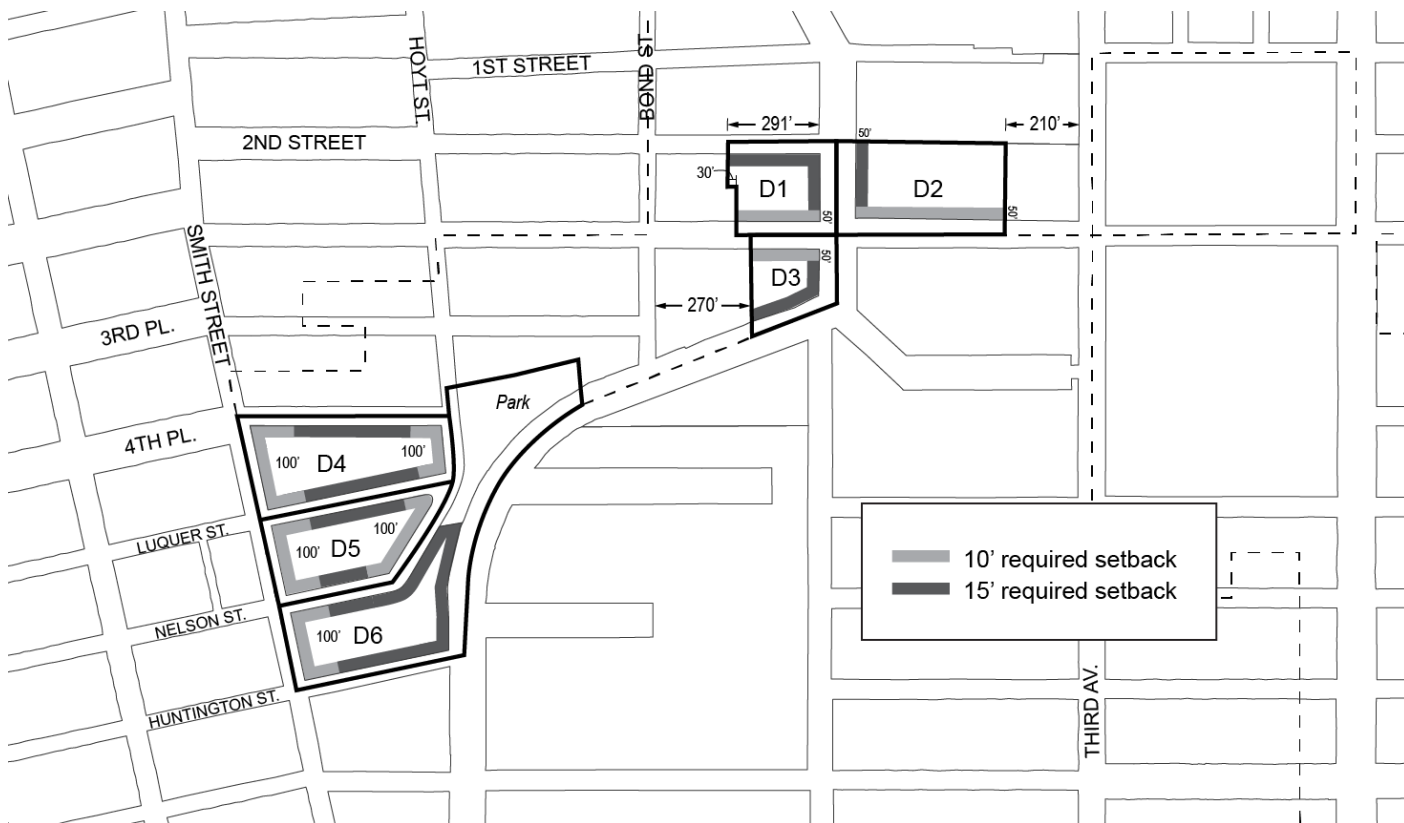 HOYT ST.
BOND ST.
1ST STREET
2ND STREET
291’
210’
50’
30’
D1
D2
50’
50’
SMITH STREET
50’
D3
270’
3RD PL.
Park
4TH PL.
100’
D4
100’
LUQUER ST.
100’
D5
100’
10’ required setback
15’ required setback
NELSON ST.
100’
D6
HUNTINGTON ST.
THIRD AV.